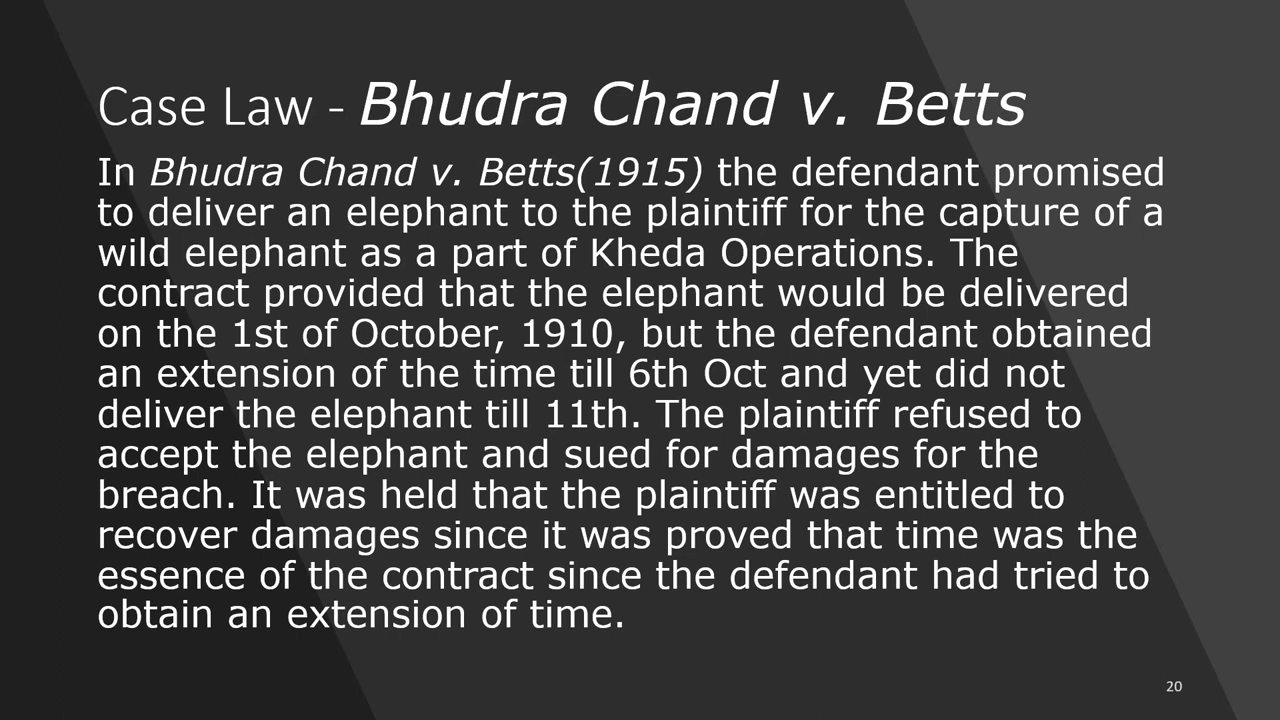 Case Law - Bhudra Chand v. Betts
In Bhudra Chand v. Betts(1915) the defendant promised
to deliver an elephant to the plaintiff for the capture of a
wild elephant as a part of Kheda Operations. The
contract provided that the elephant would be delivered
on the 1st of October, 1910, but the defendant obtained
an extension of the time till 6th Oct and yet did not
deliver the elephant till 11th. The plaintiff refused to
accept the elephant and sued for damages for the
breach. It was held that the plaintiff was entitled to
recover damages since it was proved that time was the
essence of the contract since the defendant had tried to
obtain an extension of time.
20